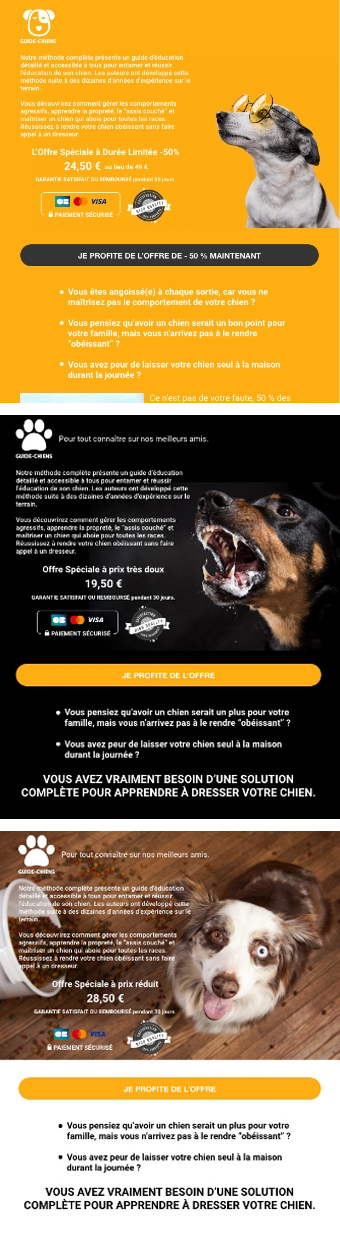 GUIDE-CHIENS
Notre méthode complète présente un guide d'éducation
détaillé et accessible à tous pour entamer et réussir
l'éducation de son chien. Les auteurs ont développé cette
méthode suite à des dizaines d'années d'expérience sur le
terrain.
Vous découvrirez comment gérer les comportements
agressifs, apprendre la propreté, le "assis couché" et
maîtriser un chien qui aboie pour toutes les races.
Réussissez à rendre votre chien obéissant sans faire
appel à un dresseur.
L'Offre Spéciale à Durée Limitée -50%
24,50 € au lieu de 49 €.
GARANTIE SATISFAIT OU REMBOURSÉ pendant 30 jours.
CB VISA
PAIEMENT SÉCURISÉ
HIGH QUALITY
JE PROFITE DE L'OFFRE DE - 50 % MAINTENANT
• Vous êtes angoissé(e) à chaque sortie, car vous ne
maîtrisez pas le comportement de votre chien ?
• Vous pensiez qu'avoir un chien serait un bon point pour
votre famille, mais vous n'arrivez pas à le rendre
"obéissant" ?
• Vous avez peur de laisser votre chien seul à la maison
durant la journée ?
Ce n'est pas de votre faute, 50 % des
GUIDE-CHIENS
Pour tout connaître sur nos meilleurs amis.
Notre méthode complète présente un guide d'éducation
détaillé et accessible à tous pour entamer et réussir
l'éducation de son chien. Les auteurs ont développé cette
méthode suite à des dizaines d'années d'expérience sur le
terrain.
Vous découvrirez comment gérer les comportements
agressifs, apprendre la propreté, le "assis couché" et
maîtriser un chien qui aboie pour toutes les races.
Réussissez à rendre votre chien obéissant sans faire
appel à un dresseur.
Offre Spéciale à prix très doux
19,50 €
GARANTIE SATISFAIT OU REMBOURSÉ pendant 30 jours.
CB VISA
PAIEMENT SÉCURISÉ
HIGH QUALITY
JE PROFITE DE L'OFFRE
• Vous pensiez qu'avoir un chien serait un plus pour votre
famille, mais vous n'arrivez pas à le rendre "obéissant" ?
• Vous avez peur de laisser votre chien seul à la maison
durant la journée ?
VOUS AVEZ VRAIMENT BESOIN D'UNE SOLUTION
COMPLÈTE POUR APPRENDRE À DRESSER VOTRE CHIEN.
GUIDE-CHIENS
Pour tout connaître sur nos meilleurs amis.
Notre méthode complète présente un guide d'éducation
détaillé et accessible à tous pour entamer et réussir
l'éducation de son chien. Les auteurs ont développé cette
méthode suite à des dizaines d'années d'expérience sur le
terrain.
Vous découvrirez comment gérer les comportements
agressifs, apprendre la propreté, le "assis couché" et
maîtriser un chien qui aboie pour toutes les races.
Réussissez à rendre votre chien obéissant sans faire
appel à un dresseur.
Offre Spéciale à prix réduit
28,50 €
GARANTIE SATISFAIT OU REMBOURSÉ pendant 30 jours
CB VISA
PAIEMENT SÉCURISÉ
HIGH QUALITY
JE PROFITE DE L'OFFRE
• Vous pensiez qu'avoir un chien serait un plus pour votre
famille, mais vous n'arrivez pas à le rendre "obéissant" ?
• Vous avez peur de laisser votre chien seul à la maison
durant la journée ?
VOUS AVEZ VRAIMENT BESOIN D'UNE SOLUTION
COMPLÈTE POUR APPRENDRE À DRESSER VOTRE CHIEN.